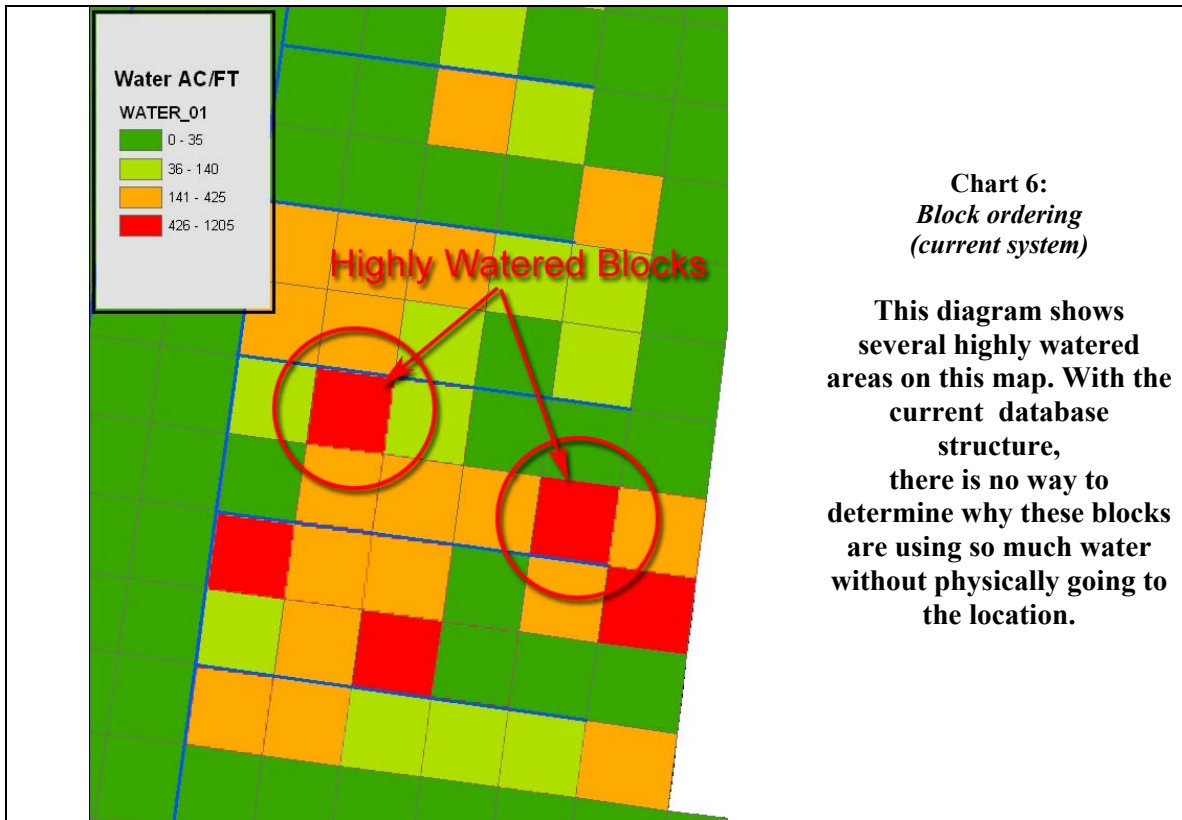 Water AC/FT
WATER_01
0 - 35
36 - 140
141 - 425
426 - 1205
Highly Watered Blocks
Chart 6:
Block ordering
(current system)
This diagram shows
several highly watered
areas on this map. With the
current database
structure,
there is no way to
determine why these blocks
are using so much water
without physically going to
the location.